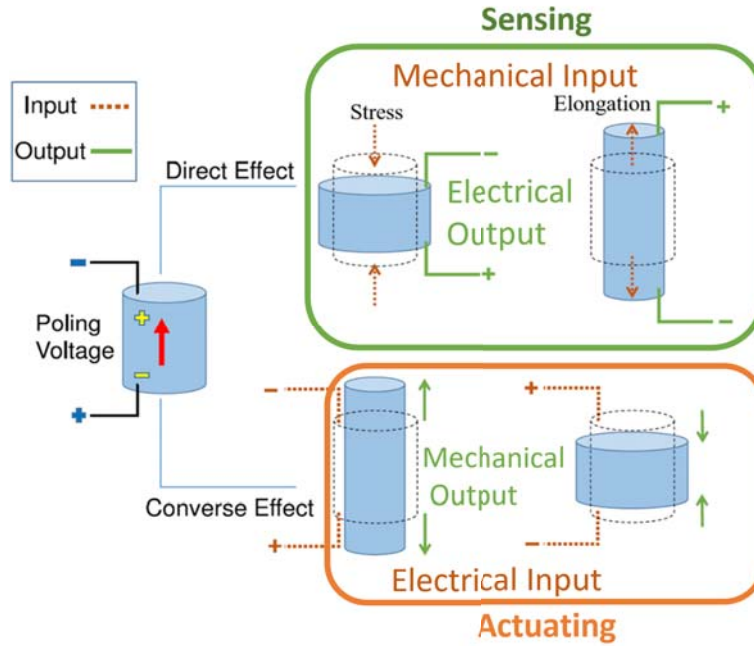 Sensing
Mechanical Input
Input
Output
Stress
Elongation
+
−
Direct Effect
Electrical
Output
+
−
−
Poling
Voltage
+
−
+
−
+
Mechanical
Output
Converse Effect
+
−
Electrical Input
Actuating